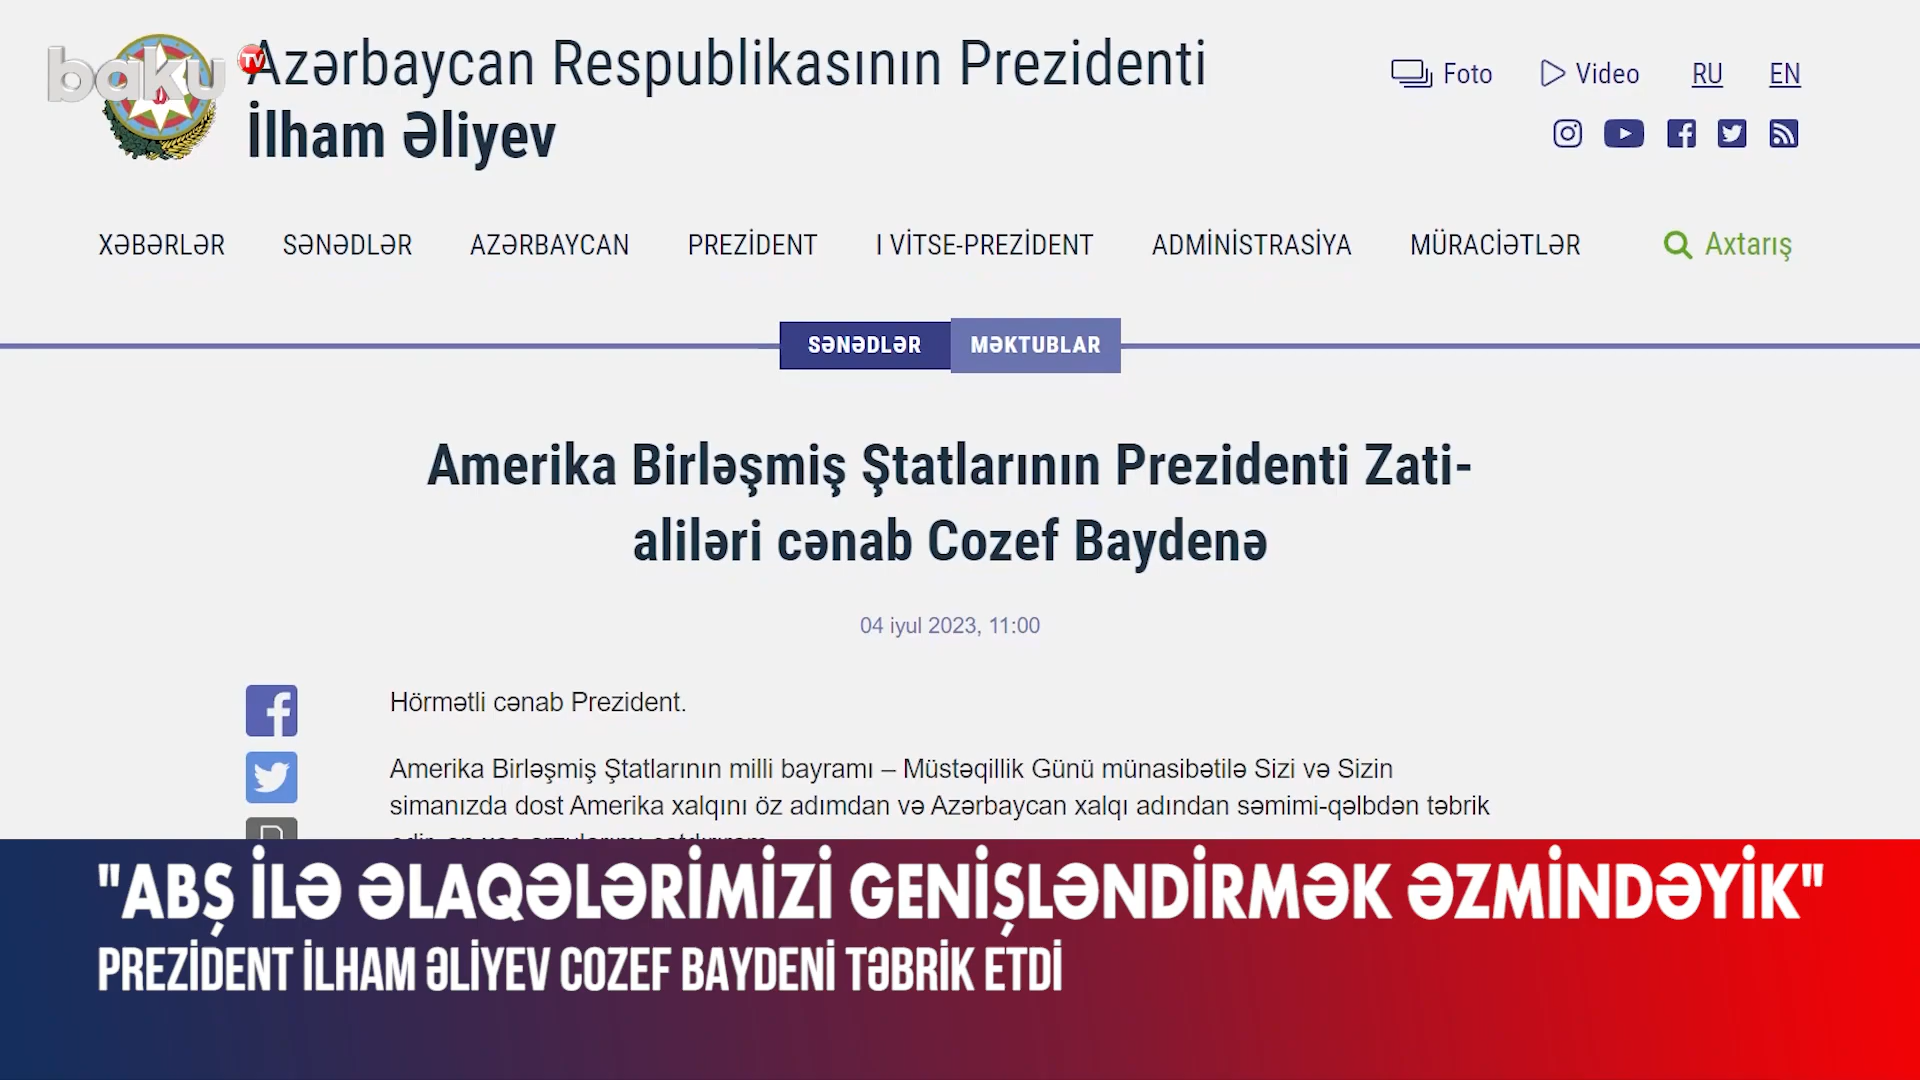 baku TV
Azərbaycan Respublikasının Prezidenti
İlham Əliyev
Foto Video RU EN
XƏBƏRLƏR SƏNƏDLƏR AZƏRBAYCAN PREZİDENT I VİTSE-PREZİDENT ADMİNİSTRASİYA MÜRACİƏTLƏR Axtarış
SƏNƏDLƏR MƏKTUBLAR
Amerika Birləşmiş Ştatlarının Prezidenti Zati-
aliləri cənab Cozef Baydenə
04 iyul 2023, 11:00
Hörmətli cənab Prezident.
Amerika Birləşmiş Ştatlarının milli bayramı – Müstəqillik Günü münasibətilə Sizi və Sizin
simanızda dost Amerika xalqını öz adımdan və Azərbaycan xalqı adından səmimi-qəlbdən təbrik
"ABŞ İLƏ ƏLAQƏLƏRİMİZİ GENİŞLƏNDİRMƏK ƏZMİNDƏYİK"
PREZİDENT İLHAM ƏLİYEV COZEF BAYDENİ TƏBRİK ETDİ